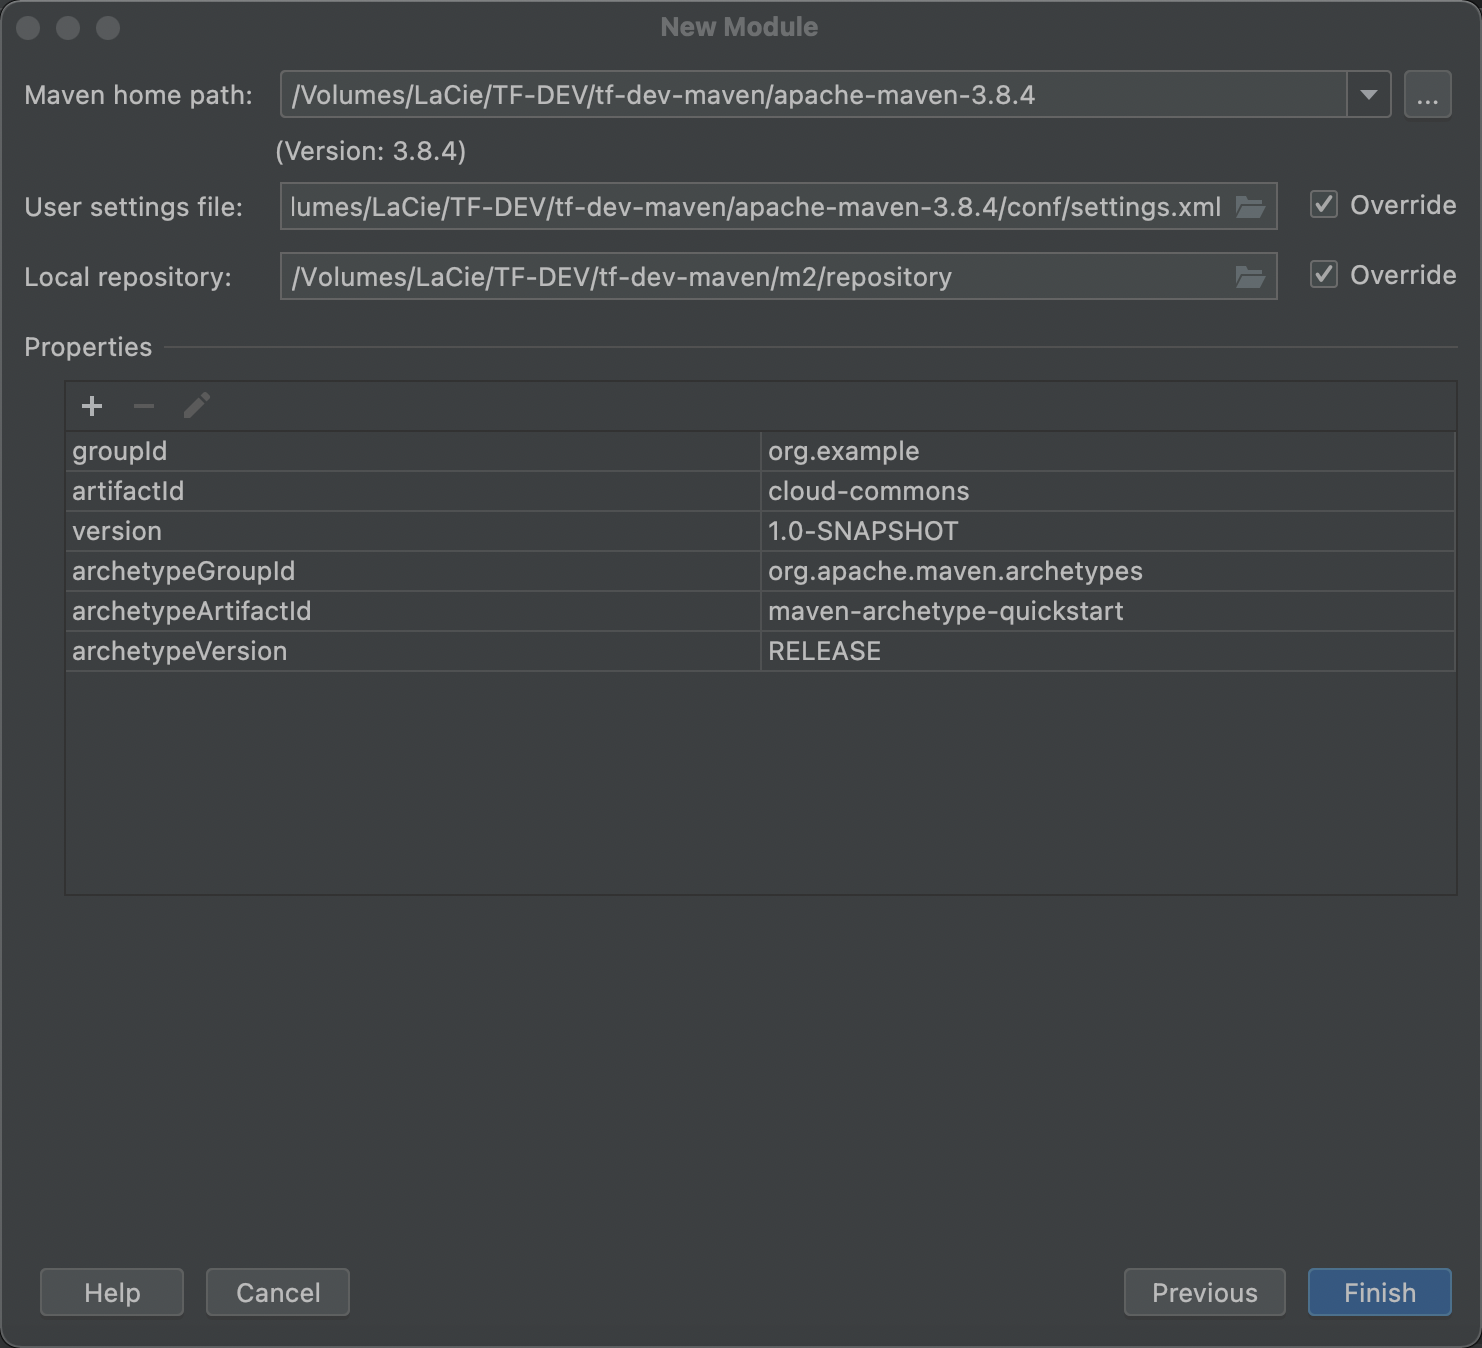 New Module
Maven home path: /Volumes/LaCie/TF-DEV/tf-dev-maven/apache-maven-3.8.4 ...
(Version: 3.8.4)
User settings file: lumes/LaCie/TF-DEV/tf-dev-maven/apache-maven-3.8.4/conf/settings.xml Override
Local repository: /Volumes/LaCie/TF-DEV/tf-dev-maven/m2/repository Override
Properties
groupId org.example
artifactId cloud-commons
version 1.0-SNAPSHOT
archetypeGroupId org.apache.maven.archetypes
archetypeArtifactId maven-archetype-quickstart
archetypeVersion RELEASE
Help Cancel Previous Finish